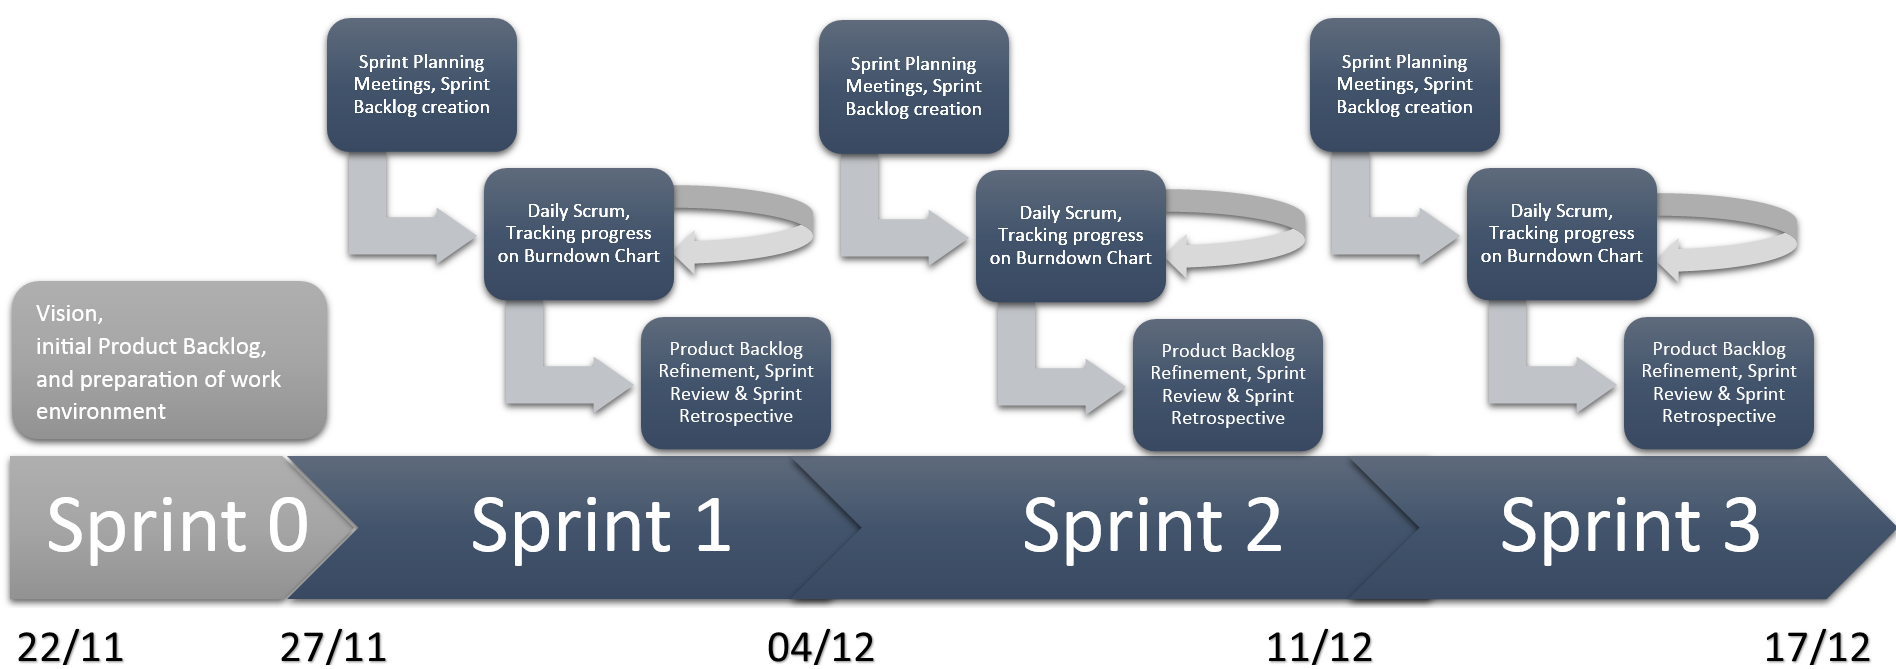 Sprint Planning
Meetings, Sprint
Backlog creation
Sprint Planning
Meetings, Sprint
Backlog creation
Sprint Planning
Meetings, Sprint
Backlog creation
Daily Scrum,
Tracking progress
on Burndown Chart
Daily Scrum,
Tracking progress
on Burndown Chart
Daily Scrum,
Tracking progress
on Burndown Chart
Vision,
initial Product Backlog,
and preparation of work
environment
Product Backlog
Refinement, Sprint
Review & Sprint
Retrospective
Product Backlog
Refinement, Sprint
Review & Sprint
Retrospective
Product Backlog
Refinement, Sprint
Review & Sprint
Retrospective
Sprint 0
Sprint 1
Sprint 2
Sprint 3
22/11
27/11
04/12
11/12
17/12